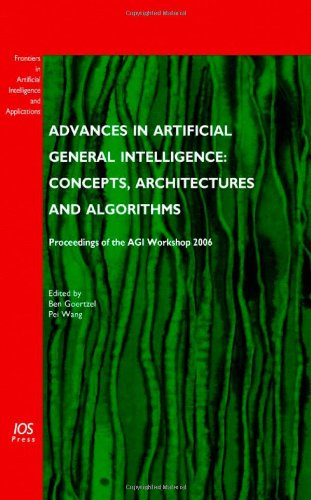 Frontiers
in
Artificial
Intelligence
and
Applications
ADVANCES IN ARTIFICIAL
GENERAL INTELLIGENCE:
CONCEPTS, ARCHITECTURES
AND ALGORITHMS
Proceedings of the AGI Workshop 2006
Edited by
Ben Goertzel
Pei Wang
IOS
Press